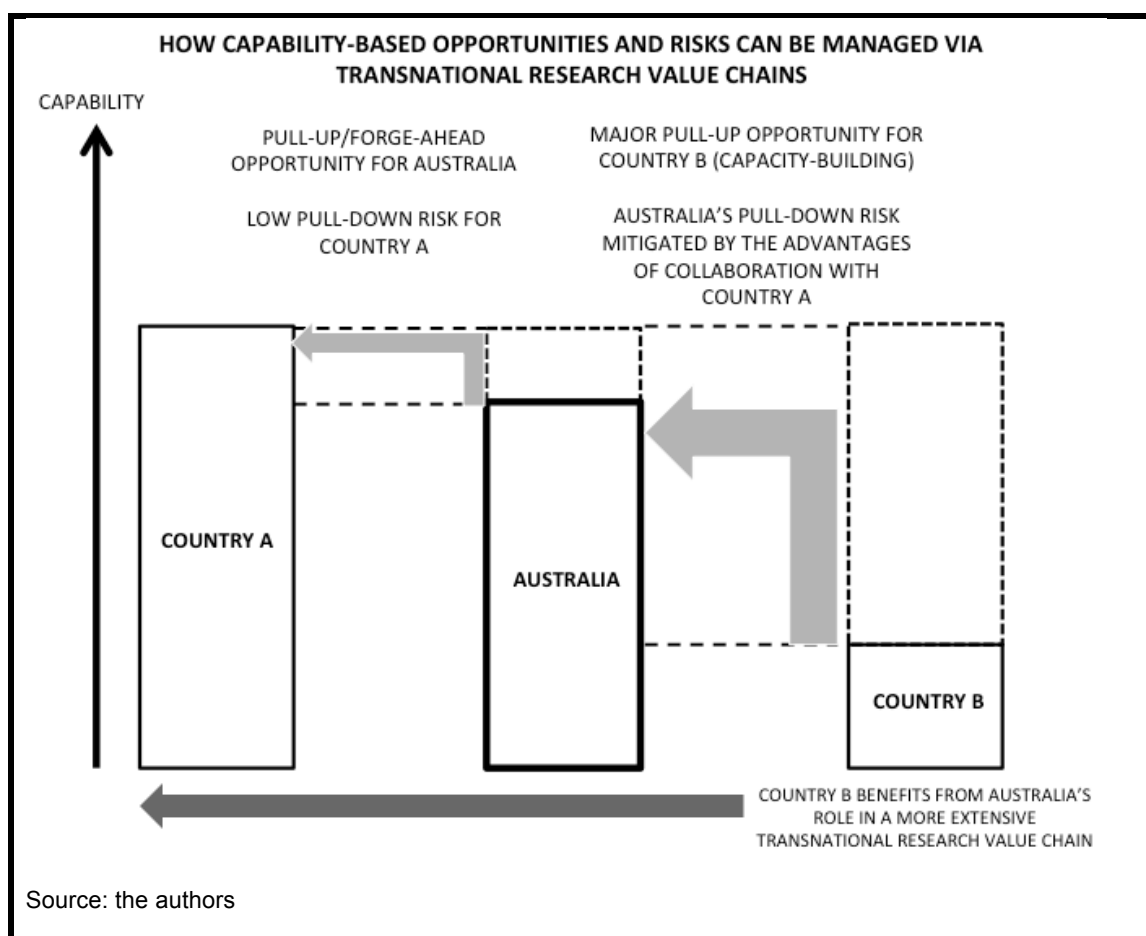 HOW CAPABILITY-BASED OPPORTUNITIES AND RISKS CAN BE MANAGED VIA
TRANSNATIONAL RESEARCH VALUE CHAINS
CAPABILITY
PULL-UP/FORGE-AHEAD
OPPORTUNITY FOR AUSTRALIA
LOW PULL-DOWN RISK FOR
COUNTRY A
MAJOR PULL-UP OPPORTUNITY FOR
COUNTRY B (CAPACITY-BUILDING)
AUSTRALIA'S PULL-DOWN RISK
MITIGATED BY THE ADVANTAGES
OF COLLABORATION WITH
COUNTRY A
COUNTRY A
AUSTRALIA
COUNTRY B
COUNTRY B BENEFITS FROM AUSTRALIA'S
ROLE IN A MORE EXTENSIVE
TRANSNATIONAL RESEARCH VALUE CHAIN
Source: the authors